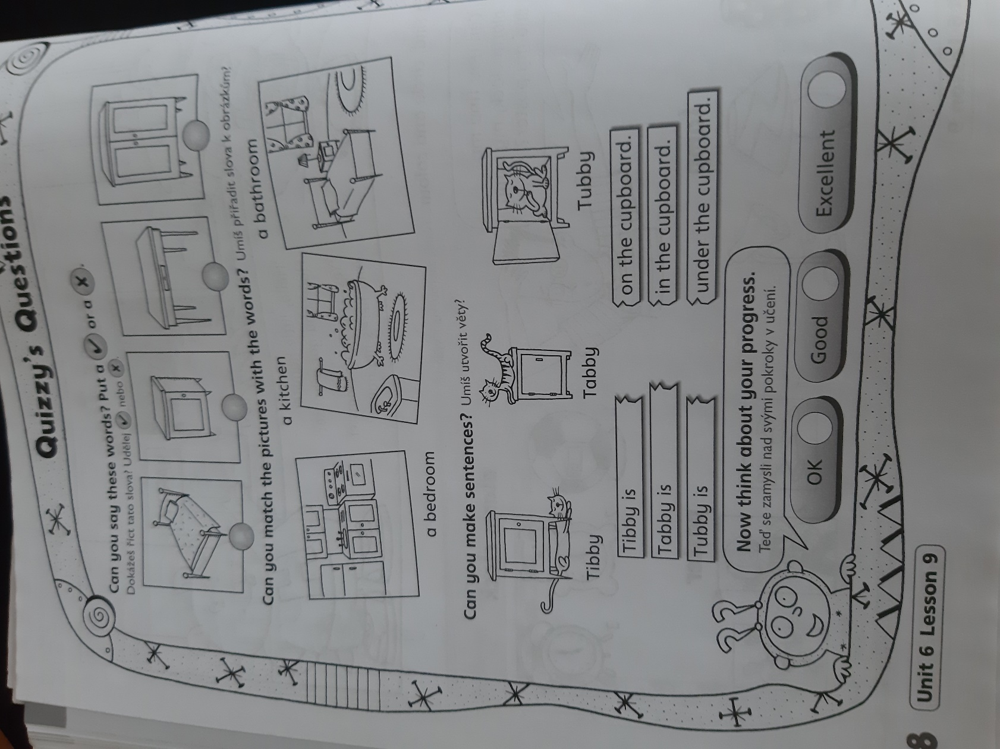 Quizzy's Questions
Can you say these words? Put a ✓ or a ✗.
Dokážeš říct tato slova? Udělej ✓ nebo ✗.
Can you match the pictures with the words? Umíš přiřadit slova k obrázkům?
a kitchen
a bathroom
a bedroom
Can you make sentences? Umíš utvořit věty?
Tibby
Tabby
Tubby
Tibby is
on the cupboard.
Tabby is
in the cupboard.
Tubby is
under the cupboard.
Now think about your progress.
Teď se zamysli nad svými pokroky v učení.
OK
Good
Excellent
Unit 6 Lesson 9